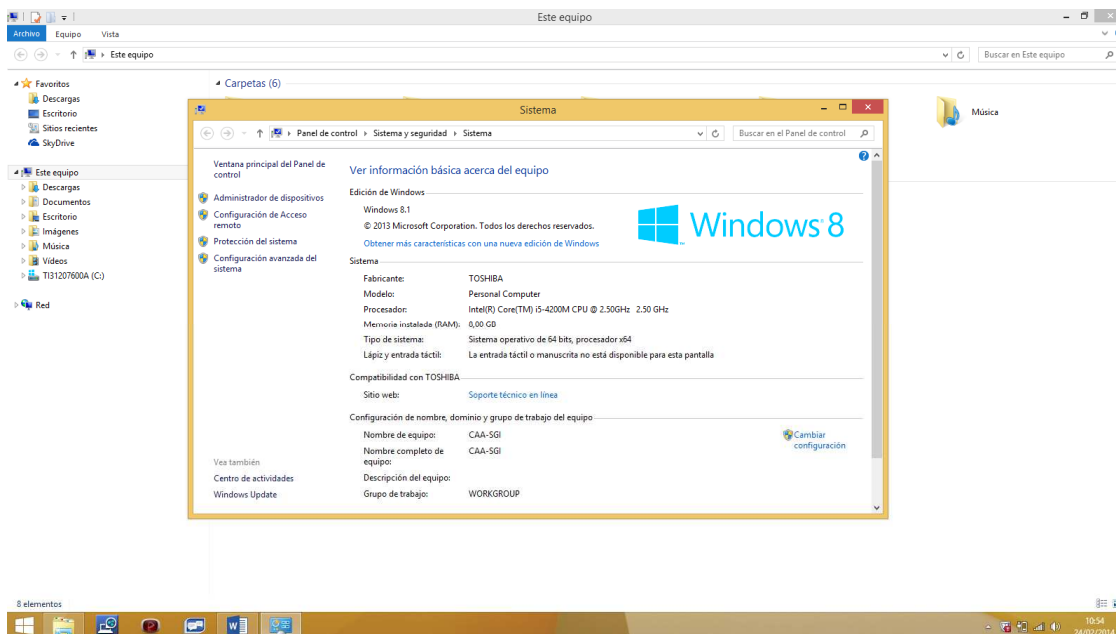 Este equipo
Archivo Equipo Vista
Este equipo
Buscar en Este equipo
Favoritos
Descargas
Escritorio
Sitios recientes
SkyDrive
Este equipo
Descargas
Documentos
Escritorio
Imágenes
Música
Vídeos
TI31207600A (C:)
Red
Carpetas (6)
Música
Sistema
Panel de control Sistema y seguridad Sistema
Buscar en el Panel de control
Ventana principal del Panel de
control
Administrador de dispositivos
Configuración de Acceso
remoto
Protección del sistema
Configuración avanzada del
sistema
Vea también
Centro de actividades
Windows Update
Ver información básica acerca del equipo
Edición de Windows
Windows 8.1
© 2013 Microsoft Corporation. Todos los derechos reservados.
Obtener más características con una nueva edición de Windows
Windows 8
Sistema
Fabricante: TOSHIBA
Modelo: Personal Computer
Procesador: Intel(R) Core(TM) i5-4200M CPU @ 2.50GHz 2.50 GHz
Memoria instalada (RAM): 8,00 GB
Tipo de sistema: Sistema operativo de 64 bits, procesador x64
Lápiz y entrada táctil: La entrada táctil o manuscrita no está disponible para esta pantalla
Compatibilidad con TOSHIBA
Sitio web: Soporte técnico en línea
Configuración de nombre, dominio y grupo de trabajo del equipo
Nombre de equipo: CAA-SGI
Cambiar
configuración
Nombre completo de CAA-SGI
equipo:
Descripción del equipo:
Grupo de trabajo: WORKGROUP
8 elementos
10:54
24/02/2014